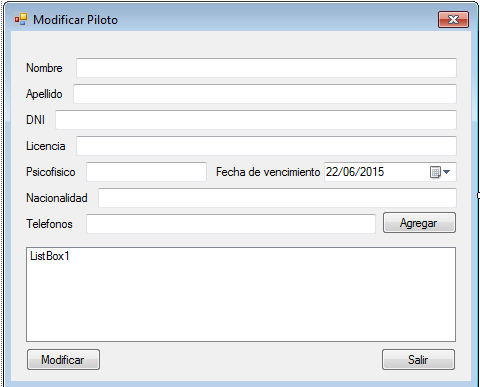 Modificar Piloto
Nombre
Apellido
DNI
Licencia
Psicofisico Fecha de vencimiento 22/06/2015
Nacionalidad
Telefonos Agregar
ListBox1
Modificar Salir